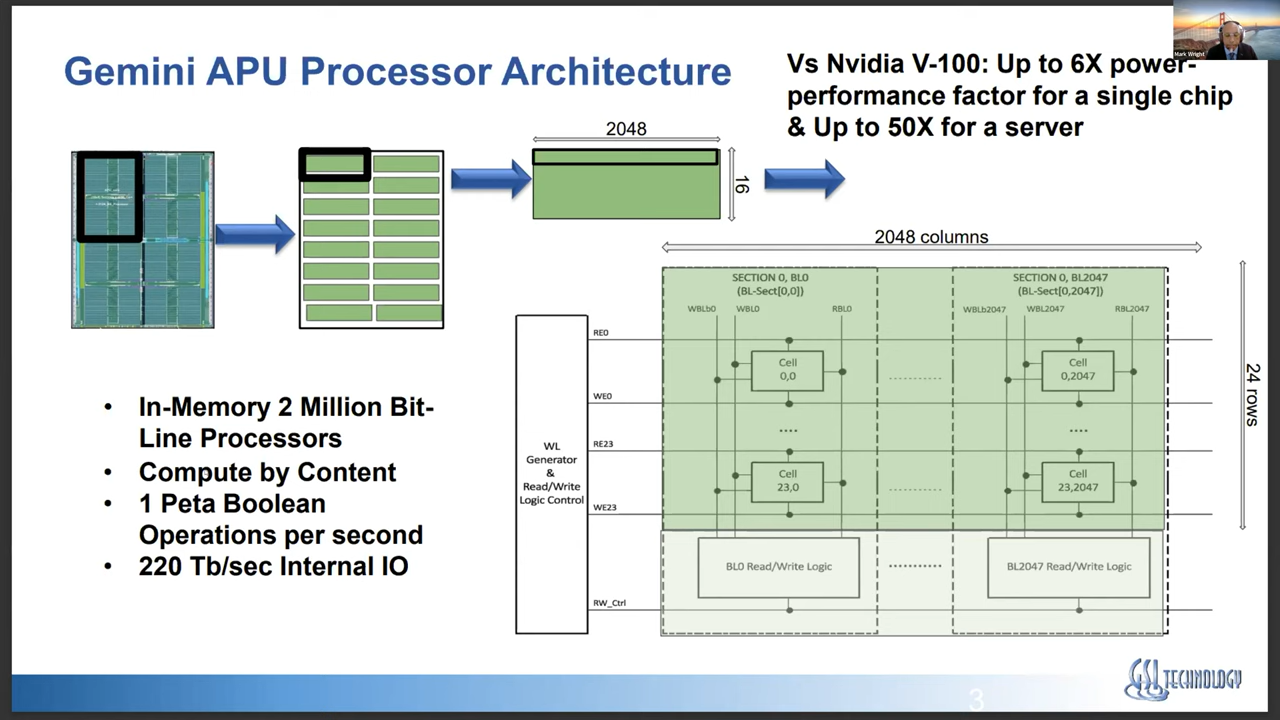 Gemini APU Processor Architecture
Vs Nvidia V-100: Up to 6X power-
performance factor for a single chip
& Up to 50X for a server
Mark Wright
2048
16
2048 columns
24 rows
SECTION 0, BL0
(BL-Sect[0,0])
SECTION 0, BL2047
(BL-Sect[0,2047])
WBLb0 WBL0 RBL0
WBLb2047 WBL2047 RBL2047
RE0
Cell
0,0
Cell
0,2047
WE0
RE23
Cell
23,0
Cell
23,2047
WE23
WL
Generator
&
Read/Write
Logic Control
BL0 Read/Write Logic
BL2047 Read/Write Logic
RW_Ctrl
• In-Memory 2 Million Bit-
Line Processors
• Compute by Content
• 1 Peta Boolean
Operations per second
• 220 Tb/sec Internal IO
3
GSI TECHNOLOGY